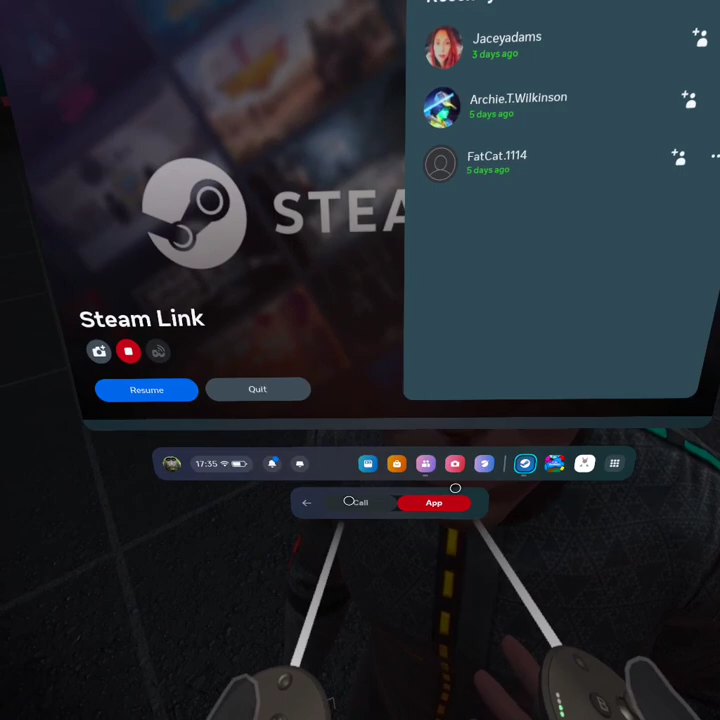 Jaceyadams
3 days ago
Archie.T.Wilkinson
5 days ago
FatCat.1114
5 days ago
Steam Link
Resume
Quit
17:35
Call
App